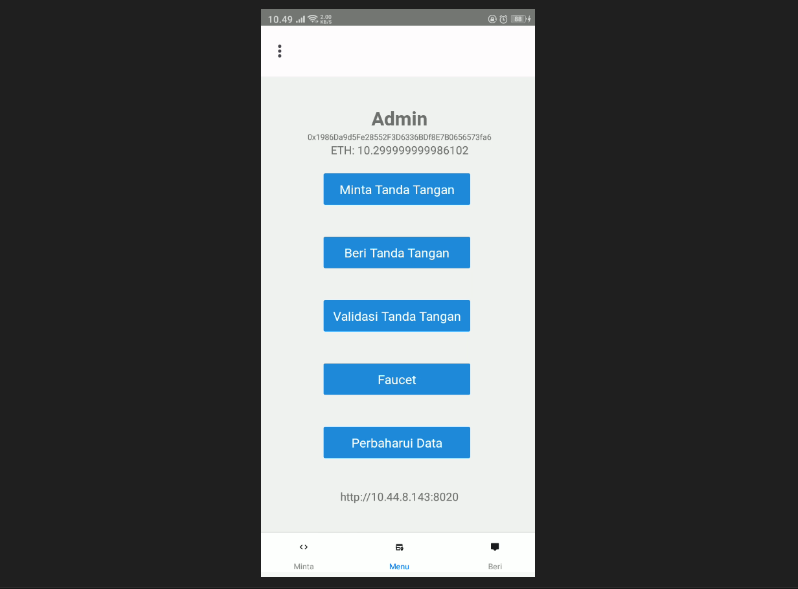 10.49
2.00
KB/S
88
Admin
0x1986Da9d5Fe28552F3D6336BDf8E7B0656573fa6
ETH: 10.299999999986102
Minta Tanda Tangan
Beri Tanda Tangan
Validasi Tanda Tangan
Faucet
Perbaharui Data
http://10.44.8.143:8020
Minta Menu Beri